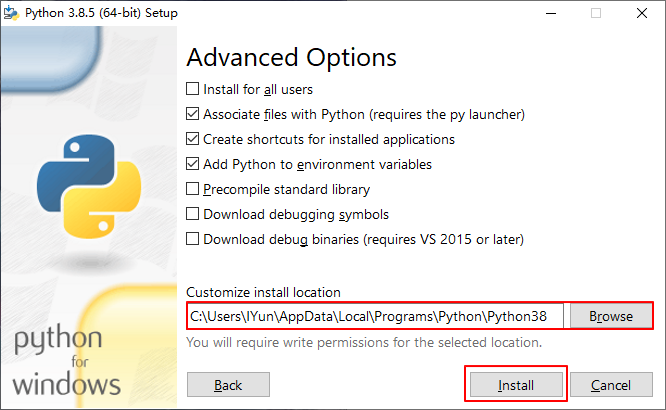 Python 3.8.5 (64-bit) Setup
Advanced Options
Install for all users
Associate files with Python (requires the py launcher)
Create shortcuts for installed applications
Add Python to environment variables
Precompile standard library
Download debugging symbols
Download debug binaries (requires VS 2015 or later)
Customize install location
C:\Users\IYun\AppData\Local\Programs\Python\Python38 Browse
You will require write permissions for the selected location.
python
for
windows
Back Install Cancel